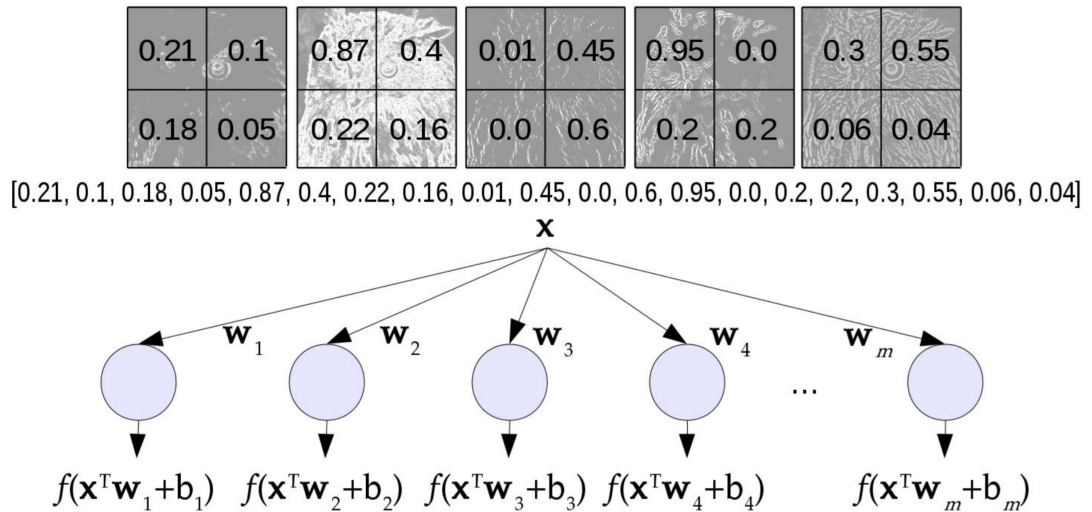 0.21 0.1 0.87 0.4 0.01 0.45 0.95 0.0 0.3 0.55
0.18 0.05 0.22 0.16 0.0 0.6 0.2 0.2 0.06 0.04
[0.21, 0.1, 0.18, 0.05, 0.87, 0.4, 0.22, 0.16, 0.01, 0.45, 0.0, 0.6, 0.95, 0.0, 0.2, 0.2, 0.3, 0.55, 0.06, 0.04]
x
w₁ w₂ w₃ w₄ wₘ
...
f(xᵀw₁+b₁) f(xᵀw₂+b₂) f(xᵀw₃+b₃) f(xᵀw₄+b₄) f(xᵀwₘ+bₘ)